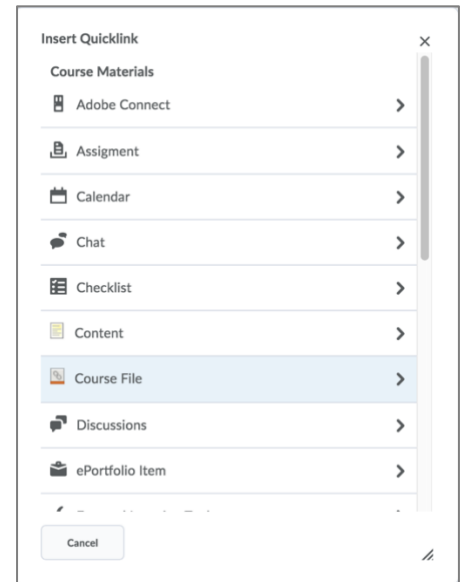 Insert Quicklink
Course Materials
Adobe Connect
Assigment
Calendar
Chat
Checklist
Content
Course File
Discussions
ePortfolio Item
Cancel